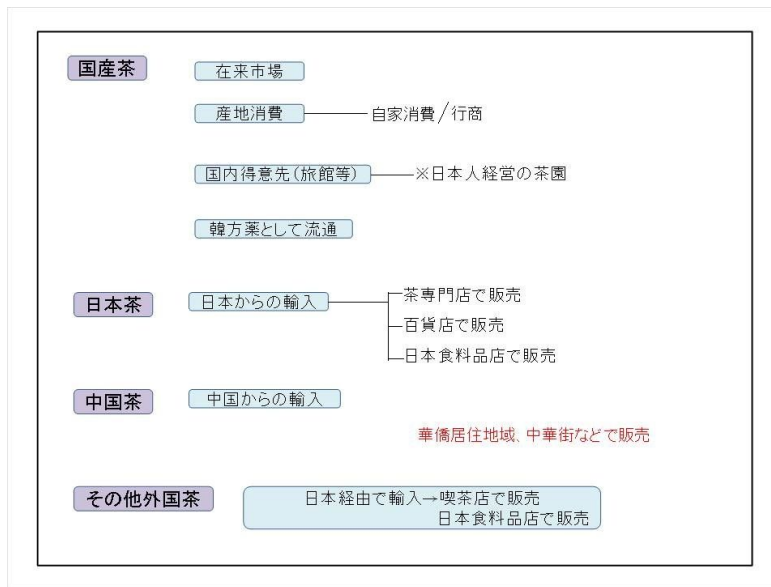 国産茶 在来市場
産地消費 自家消費/行商
国内得意先(旅館等) ※日本人経営の茶園
韓方薬として流通
日本茶 日本からの輸入 茶専門店で販売
百貨店で販売
日本食料品店で販売
中国茶 中国からの輸入
華僑居住地域、中華街などで販売
その他外国茶 日本経由で輸入→喫茶店で販売
日本食料品店で販売